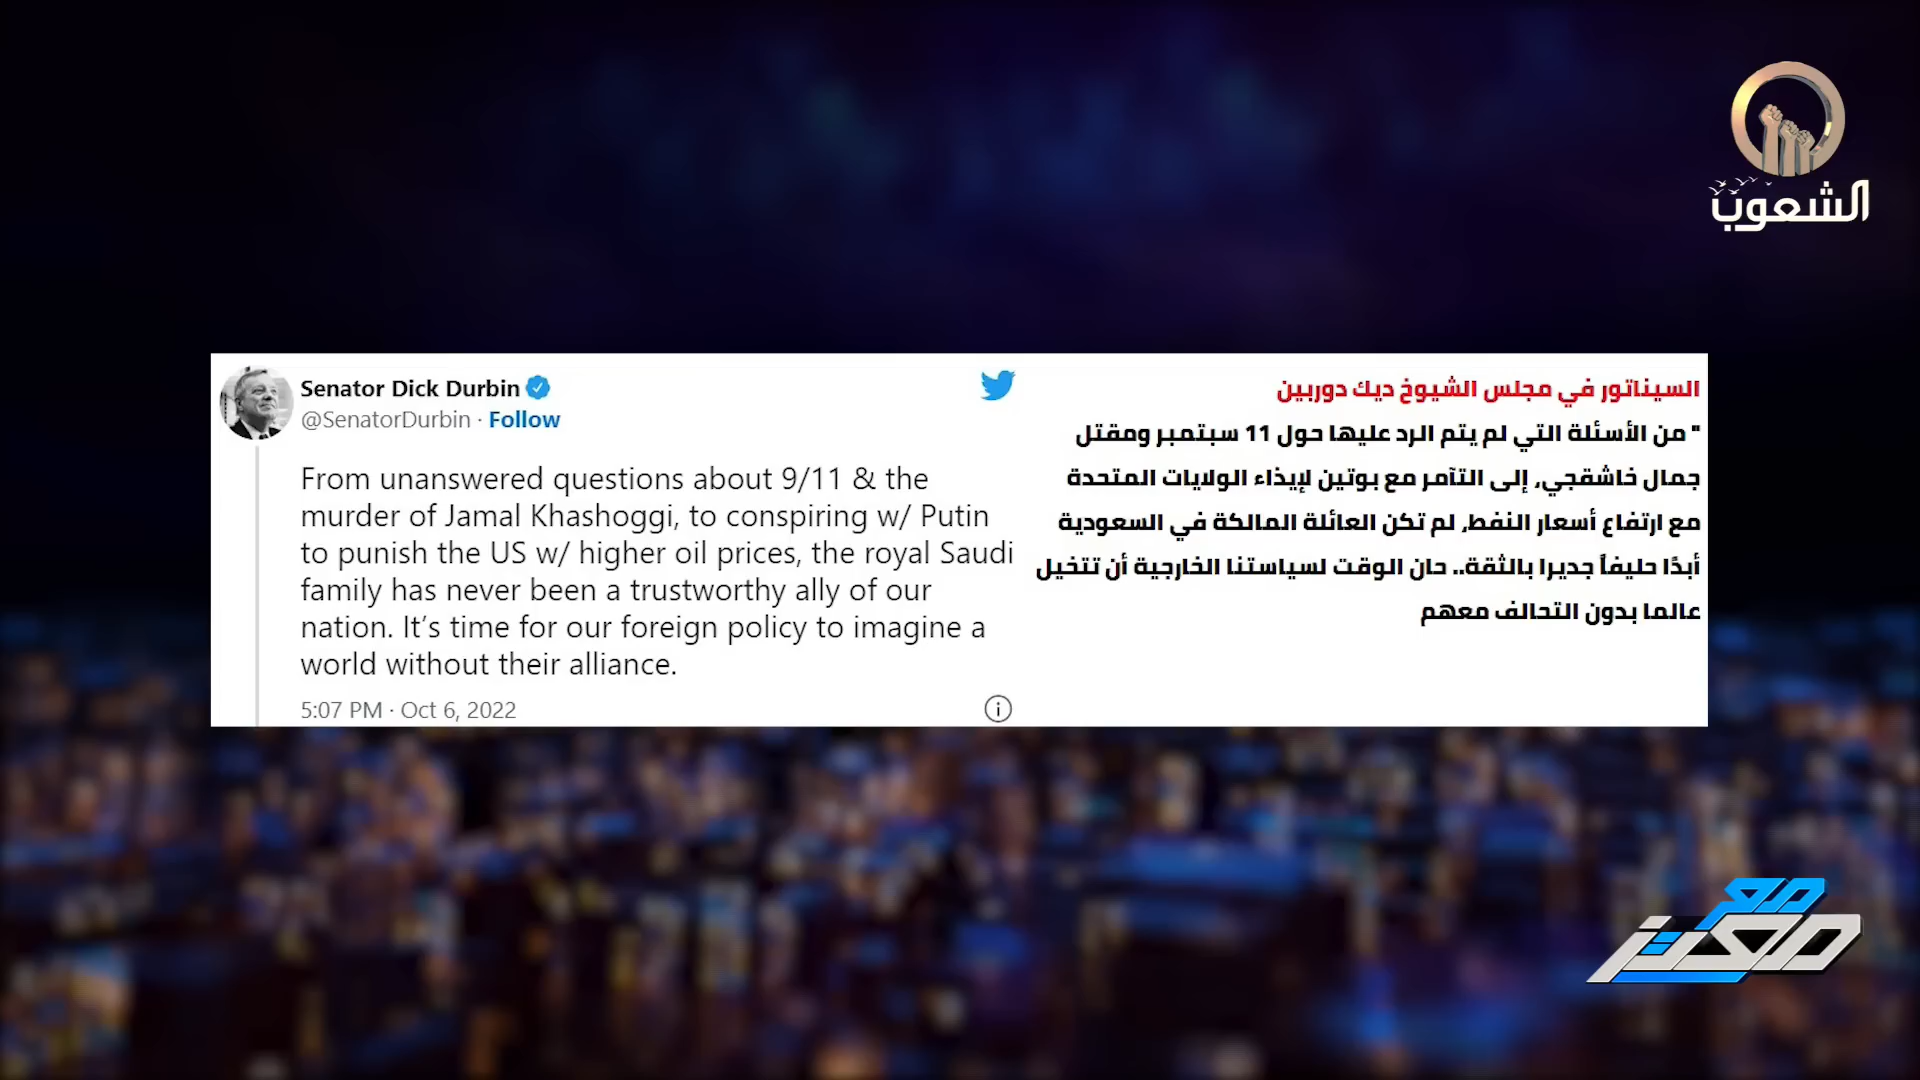 الشعوب
Senator Dick Durbin
@SenatorDurbin · Follow
From unanswered questions about 9/11 & the
murder of Jamal Khashoggi, to conspiring w/ Putin
to punish the US w/ higher oil prices, the royal Saudi
family has never been a trustworthy ally of our
nation. It’s time for our foreign policy to imagine a
world without their alliance.
5:07 PM · Oct 6, 2022
السيناتور في مجلس الشيوخ ديك دوربين
" من الأسئلة التي لم يتم الرد عليها حول 11 سبتمبر ومقتل
جمال خاشقجي، إلى التآمر مع بوتين لإيذاء الولايات المتحدة
مع ارتفاع أسعار النفط، لم تكن العائلة المالكة في السعودية
أبدًا حليفاً جديرا بالثقة.. حان الوقت لسياستنا الخارجية أن تتخيل
عالما بدون التحالف معهم
مع
معتز